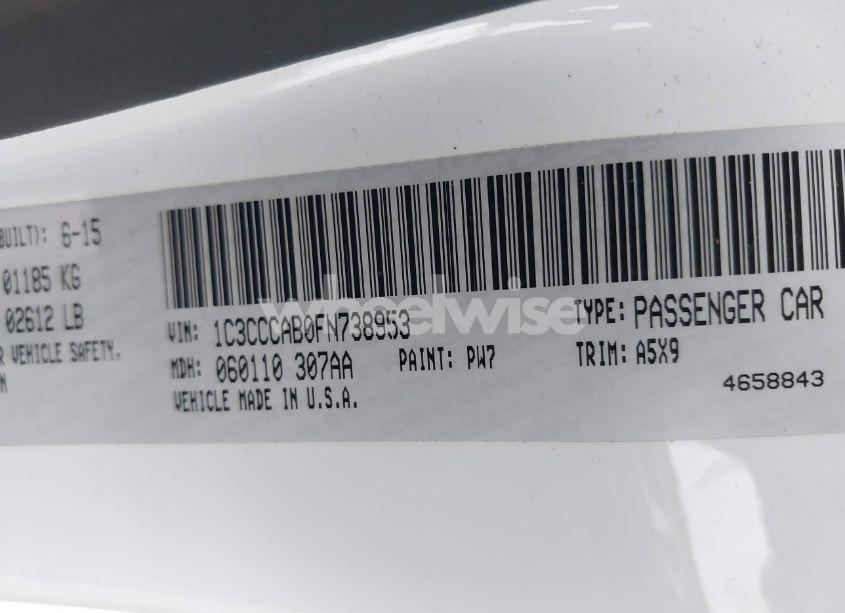 BUILT): 6-15
01185 KG
02612 LB
R VEHICLE SAFETY.
N
VIN: 1C3CCCAB0FN738953
TYPE: PASSENGER CAR
MDH: 060110 307AA
PAINT: PW7
TRIM: A5X9
VEHICLE MADE IN U.S.A.
4658843
wheelwise